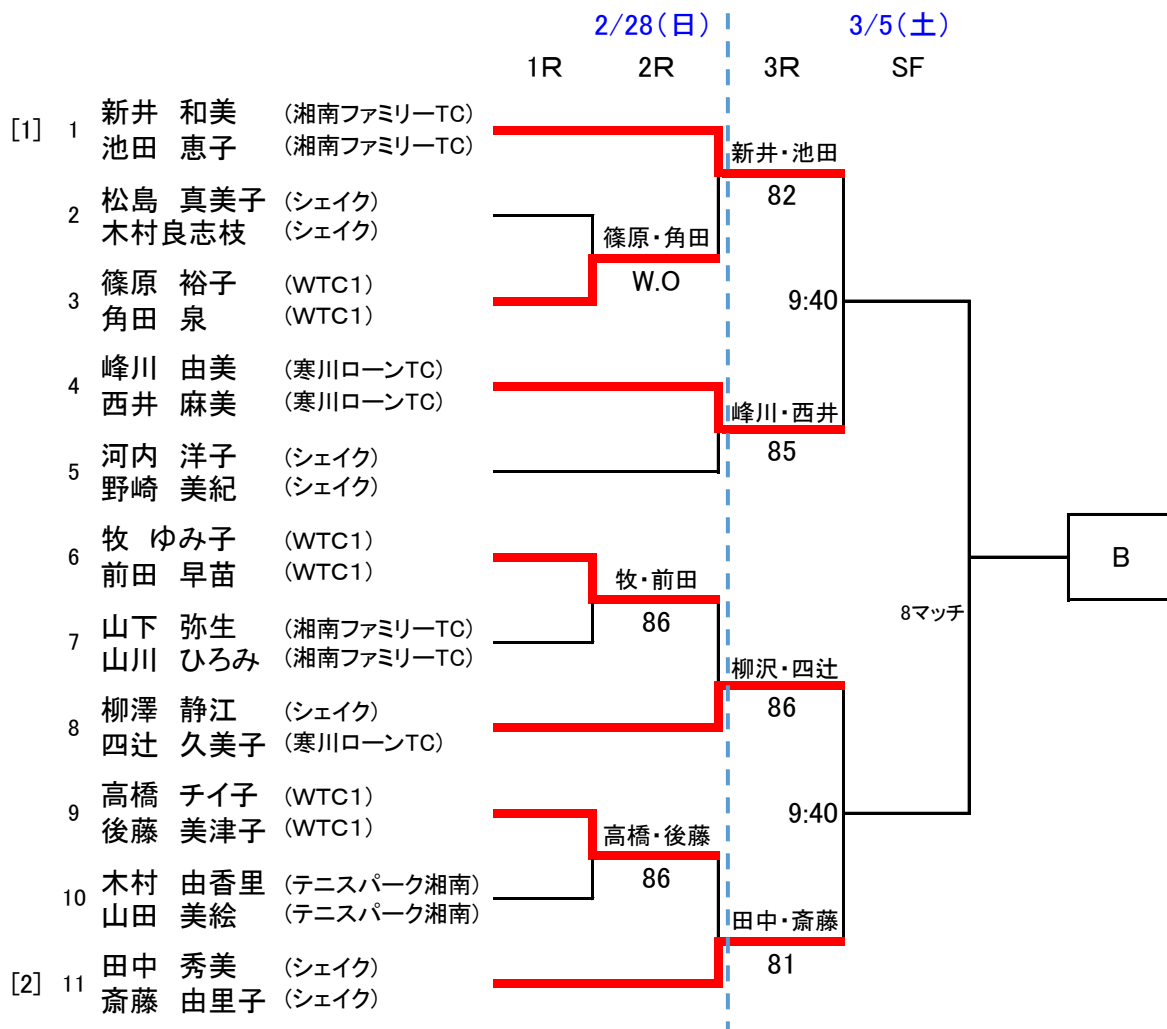 2/28(日) 3/5(土)
1R 2R 3R SF
[1] 1 新井 和美 (湘南ファミリーTC)
池田 恵子 (湘南ファミリーTC)
新井・池田
82
2 松島 真美子 (シェイク)
木村良志枝 (シェイク)
篠原・角田
W.O
3 篠原 裕子 (WTC1)
角田 泉 (WTC1)
9:40
4 峰川 由美 (寒川ローンTC)
西井 麻美 (寒川ローンTC)
峰川・西井
85
5 河内 洋子 (シェイク)
野崎 美紀 (シェイク)
6 牧 ゆみ子 (WTC1)
前田 早苗 (WTC1)
牧・前田
86
B
8マッチ
7 山下 弥生 (湘南ファミリーTC)
山川 ひろみ (湘南ファミリーTC)
柳沢・四辻
86
8 柳澤 静江 (シェイク)
四辻 久美子 (寒川ローンTC)
9 高橋 チイ子 (WTC1)
後藤 美津子 (WTC1)
9:40
高橋・後藤
86
10 木村 由香里 (テニスパーク湘南)
山田 美絵 (テニスパーク湘南)
田中・斎藤
81
[2] 11 田中 秀美 (シェイク)
斎藤 由里子 (シェイク)